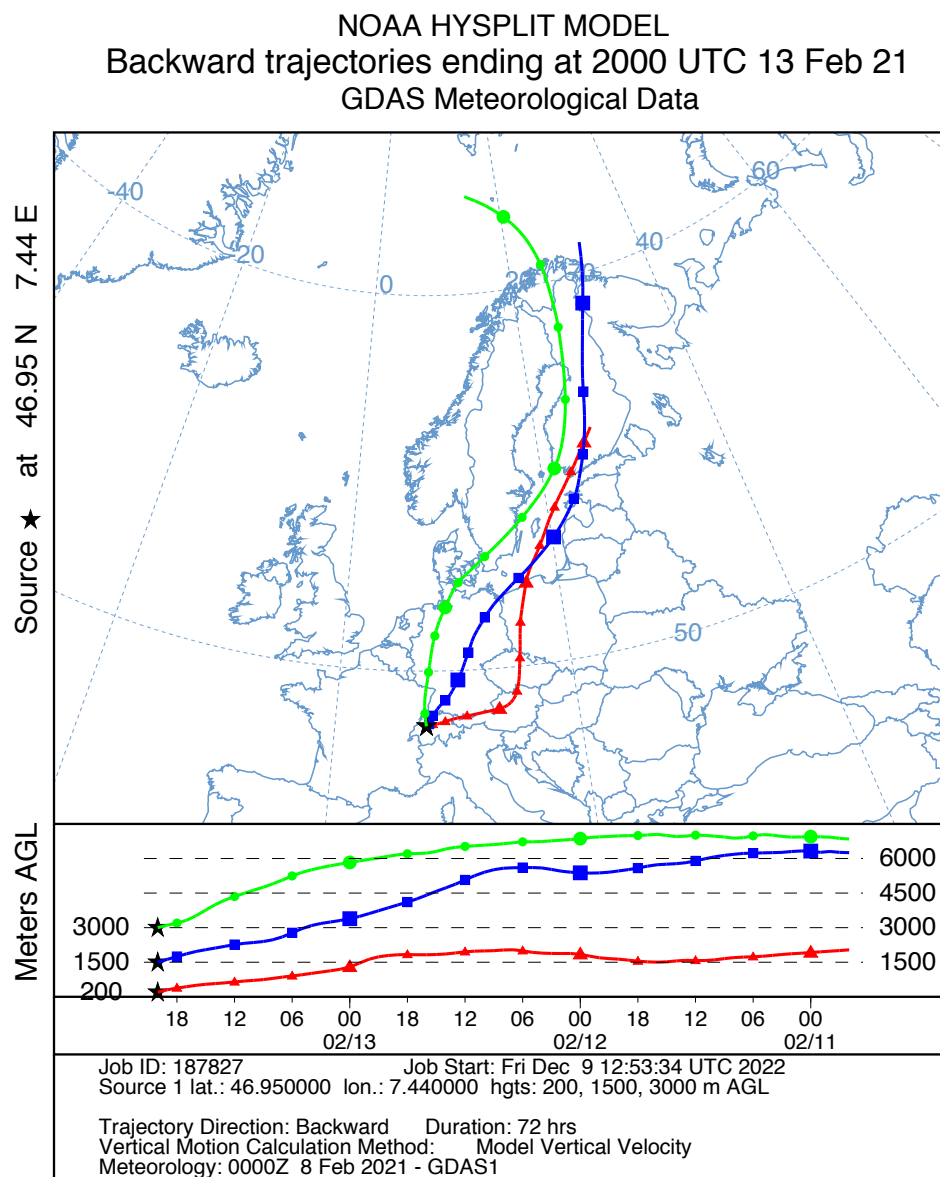 NOAA HYSPLIT MODEL
Backward trajectories ending at 2000 UTC 13 Feb 21
GDAS Meteorological Data
Source ★ at 46.95 N 7.44 E
-40
-20
0
20
40
60
50
Meters AGL
6000
4500
3000
3000
1500
1500
200
18 12 06 00 18 12 06 00 18 12 06 00
02/13 02/12 02/11
Job ID: 187827 Job Start: Fri Dec 9 12:53:34 UTC 2022
Source 1 lat.: 46.950000 lon.: 7.440000 hgts: 200, 1500, 3000 m AGL
Trajectory Direction: Backward Duration: 72 hrs
Vertical Motion Calculation Method: Model Vertical Velocity
Meteorology: 0000Z 8 Feb 2021 - GDAS1